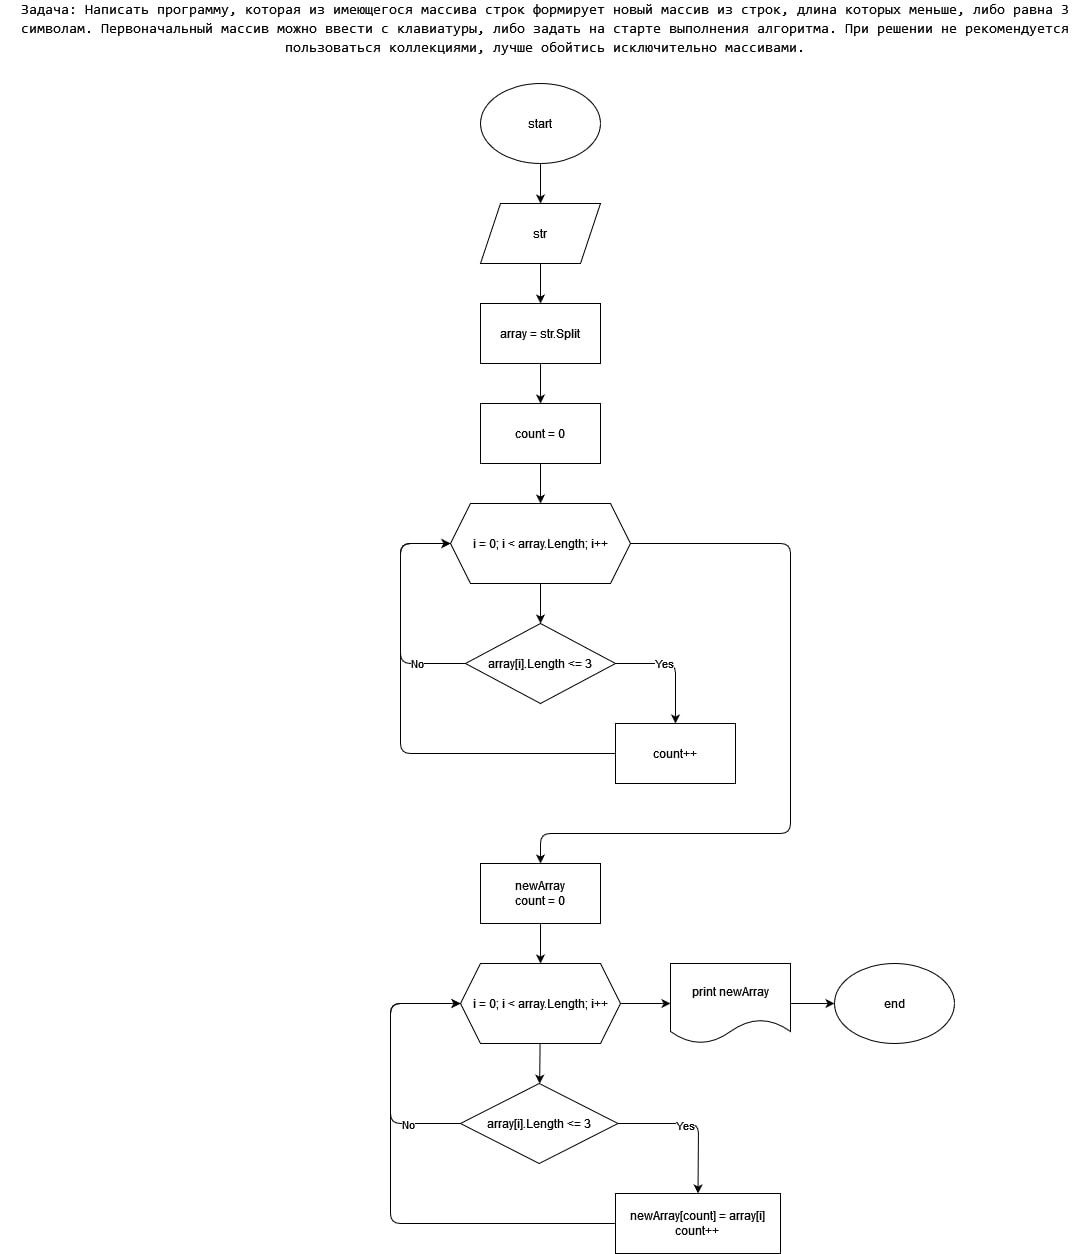 Задача: Написать программу, которая из имеющегося массива строк формирует новый массив из строк, длина которых меньше, либо равна 3
символам. Первоначальный массив можно ввести с клавиатуры, либо задать на старте выполнения алгоритма. При решении не рекомендуется
пользоваться коллекциями, лучше обойтись исключительно массивами.
start
str
array = str.Split
count = 0
i = 0; i < array.Length; i++
array[i].Length <= 3
No
Yes
count++
newArray
count = 0
i = 0; i < array.Length; i++
print newArray
end
array[i].Length <= 3
No
Yes
newArray[count] = array[i]
count++